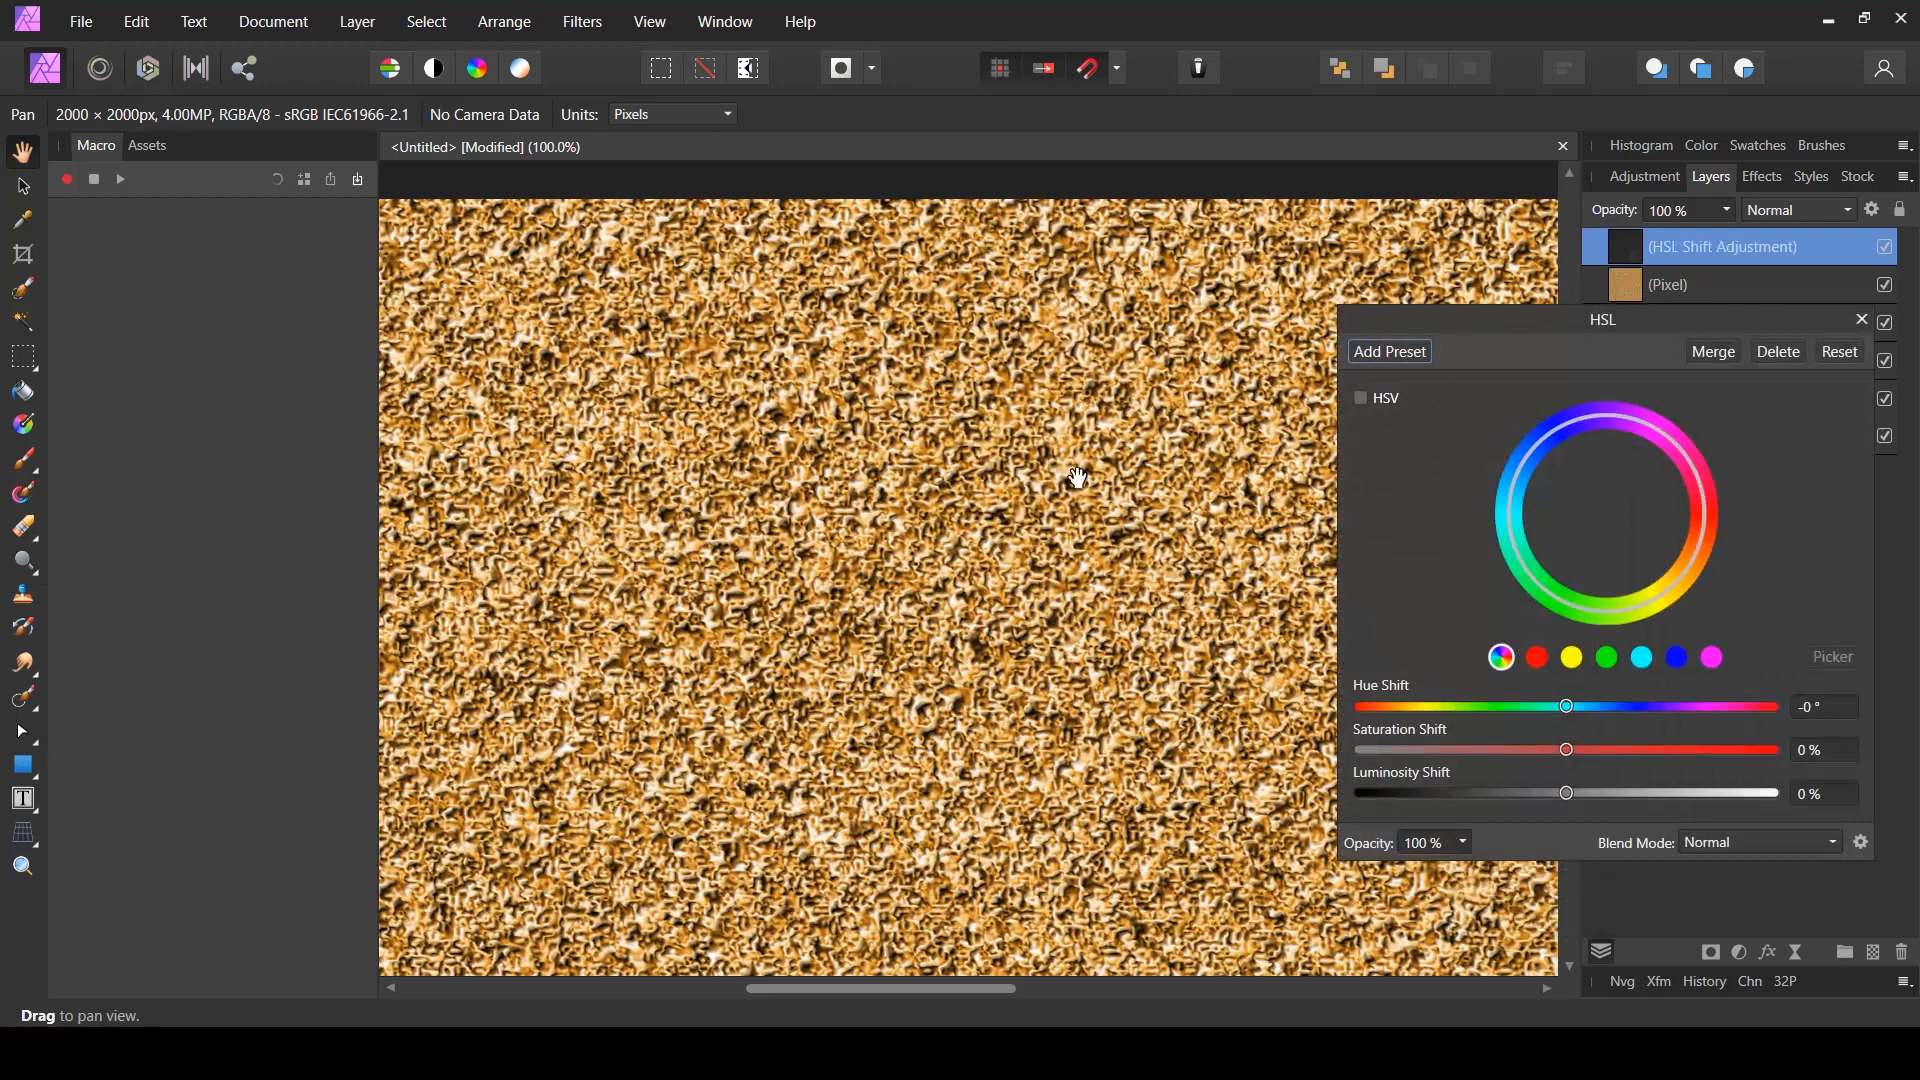 File Edit Text Document Layer Select Arrange Filters View Window Help
Pan 2000 × 2000px, 4.00MP, RGBA/8 - sRGB IEC61966-2.1 No Camera Data Units: Pixels
Macro Assets
<Untitled> [Modified] (100.0%)
Histogram Color Swatches Brushes
Adjustment Layers Effects Styles Stock
Opacity: 100 % Normal
(HSL Shift Adjustment)
(Pixel)
HSL
Add Preset Merge Delete Reset
HSV
Picker
Hue Shift
-0 °
Saturation Shift
0 %
Luminosity Shift
0 %
Opacity: 100 % Blend Mode: Normal
fx
Nvg Xfm History Chn 32P
T
Drag to pan view.